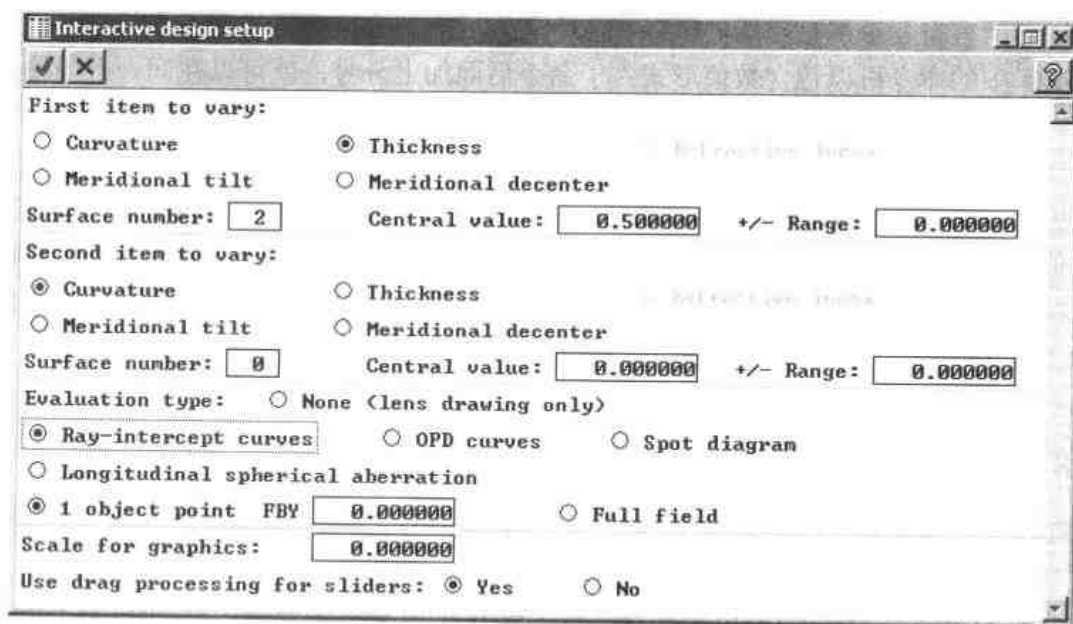 Interactive design setup
First item to vary:
Curvature Thickness
Meridional tilt Meridional decenter
Surface number: 2 Central value: 0.500000 +/- Range: 0.000000
Second item to vary:
Curvature Thickness
Meridional tilt Meridional decenter
Surface number: 0 Central value: 0.000000 +/- Range: 0.000000
Evaluation type: None (lens drawing only)
Ray-intercept curves OPD curves Spot diagram
Longitudinal spherical aberration
1 object point FBY 0.000000 Full field
Scale for graphics: 0.000000
Use drag processing for sliders: Yes No